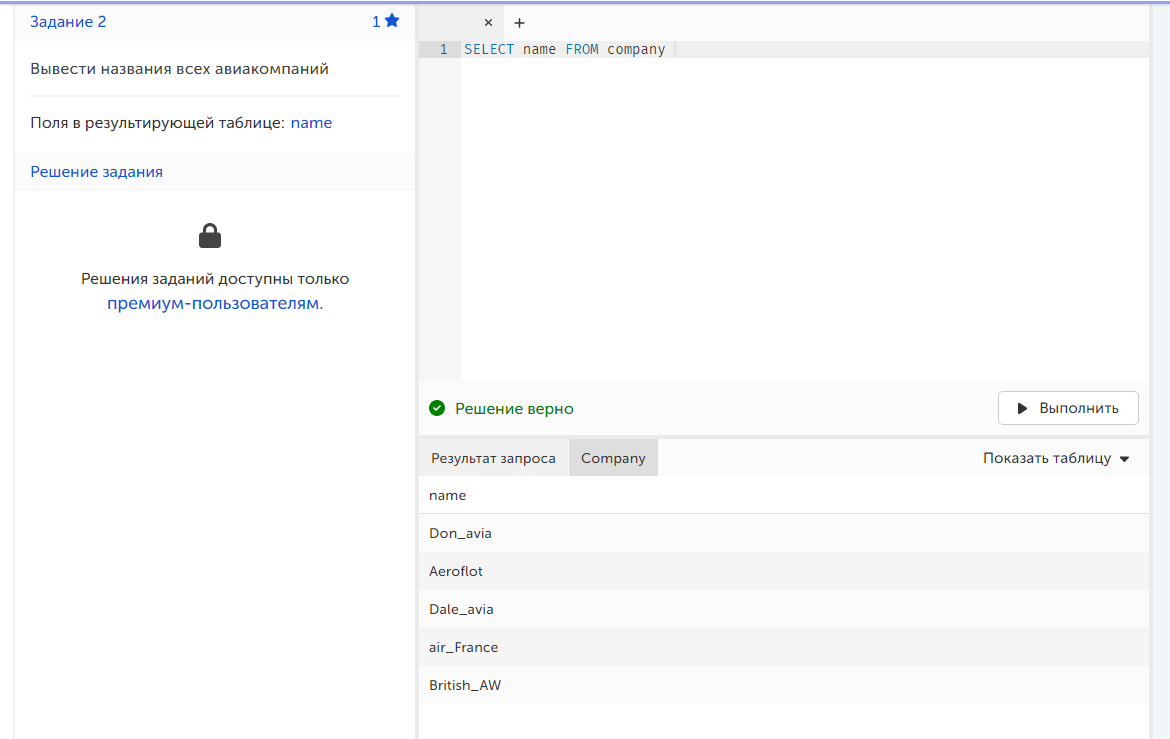 Задание 2
1
Вывести названия всех авиакомпаний
Поля в результирующей таблице: name
Решение задания
Решения заданий доступны только
премиум-пользователям.
× +
1 SELECT name FROM company
Решение верно
Выполнить
Результат запроса Company Показать таблицу
name
Don_avia
Aeroflot
Dale_avia
air_France
British_AW